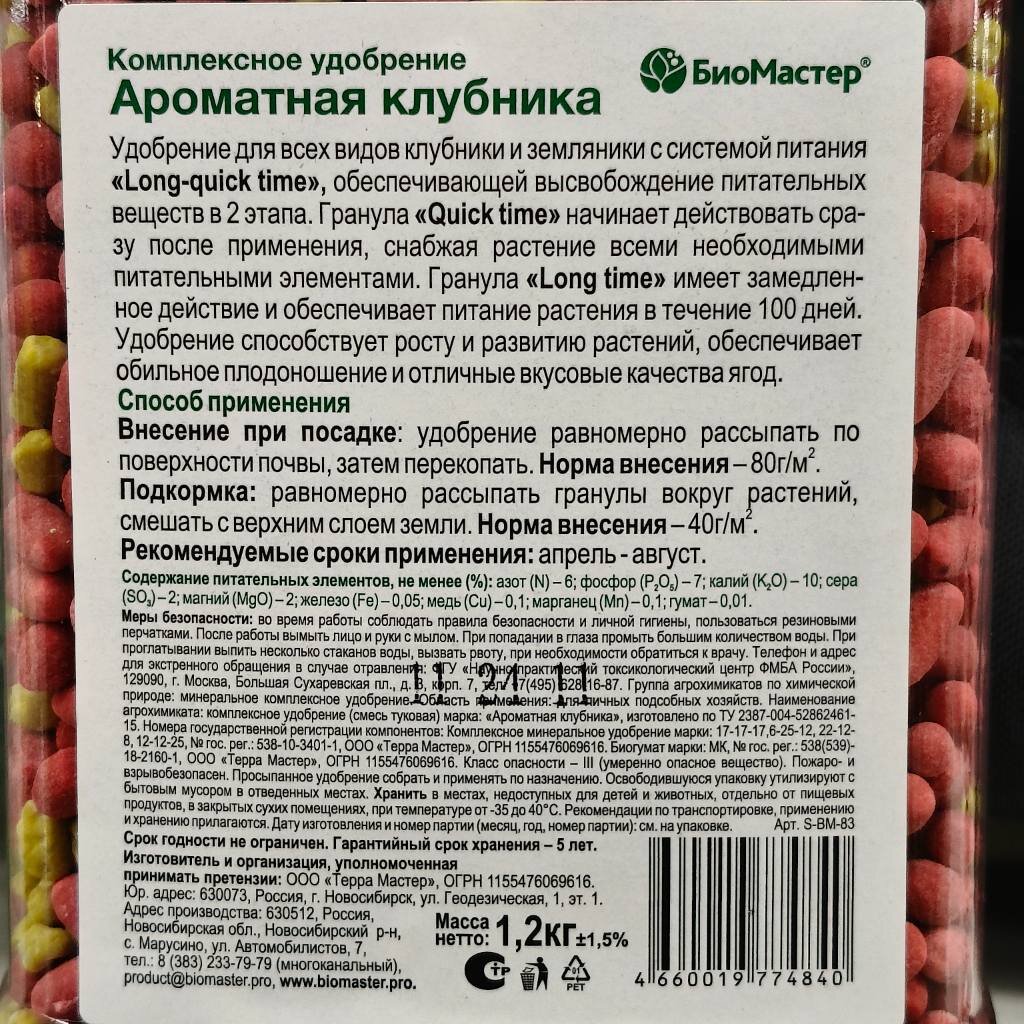 Комплексное удобрение
Ароматная клубника
БиоМастер®
Удобрение для всех видов клубники и земляники с системой питания
«Long-quick time», обеспечивающей высвобождение питательных
веществ в 2 этапа. Гранула «Quick time» начинает действовать сра-
зу после применения, снабжая растение всеми необходимыми
питательными элементами. Гранула «Long time» имеет замедлен-
ное действие и обеспечивает питание растения в течение 100 дней.
Удобрение способствует росту и развитию растений, обеспечивает
обильное плодоношение и отличные вкусовые качества ягод.
Способ применения
Внесение при посадке: удобрение равномерно рассыпать по
поверхности почвы, затем перекопать. Норма внесения – 80г/м².
Подкормка: равномерно рассыпать гранулы вокруг растений,
смешать с верхним слоем земли. Норма внесения – 40г/м².
Рекомендуемые сроки применения: апрель - август.
Содержание питательных элементов, не менее (%): азот (N) – 6; фосфор (P₂O₅) – 7; калий (K₂O) – 10; сера
(SO₃) – 2; магний (MgO) – 2; железо (Fe) – 0,05; медь (Cu) – 0,1; марганец (Mn) – 0,1; гумат – 0,01.
Меры безопасности: во время работы соблюдать правила безопасности и личной гигиены, пользоваться резиновыми
перчатками. После работы вымыть лицо и руки с мылом. При попадании в глаза промыть большим количеством воды. При
проглатывании выпить несколько стаканов воды, вызвать рвоту, при необходимости обратиться к врачу. Телефон и адрес
для экстренного обращения в случае отравления: ФГУ «Научно-практический токсикологический центр ФМБА России»,
129090, г. Москва, Большая Сухаревская пл., д. 3, корп. 7, тел. +7(495) 628-16-87. Группа агрохимикатов по химической
природе: минеральное комплексное удобрение. Область применения: для личных подсобных хозяйств. Наименование
агрохимиката: комплексное удобрение (смесь туковая) марка: «Ароматная клубника», изготовлено по ТУ 2387-004-52862461-
15. Номера государственной регистрации компонентов: Комплексное минеральное удобрение марки: 17-17-17,6-25-12, 22-12-
8, 12-12-25, № гос. рег.: 538-10-3401-1, ООО «Терра Мастер», ОГРН 1155476069616. Биогумат марки: МК, № гос. рег.: 538(539)-
18-2160-1, ООО «Терра Мастер», ОГРН 1155476069616. Класс опасности – III (умеренно опасное вещество). Пожаро- и
взрывобезопасен. Просыпанное удобрение собрать и применять по назначению. Освободившуюся упаковку утилизируют с
бытовым мусором в отведенных местах. Хранить в местах, недоступных для детей и животных, отдельно от пищевых
продуктов, в закрытых сухих помещениях, при температуре от -35 до 40°С. Рекомендации по транспортировке, применению
и хранению прилагаются. Дату изготовления и номер партии (месяц, год, номер партии): см. на упаковке. Арт. S-BM-83
11 24 11
Срок годности не ограничен. Гарантийный срок хранения – 5 лет.
Изготовитель и организация, уполномоченная
принимать претензии: ООО «Терра Мастер», ОГРН 1155476069616.
Юр. адрес: 630073, Россия, г. Новосибирск, ул. Геодезическая, 1, эт. 1.
Адрес производства: 630512, Россия,
Новосибирская обл., Новосибирский р-н,
с. Марусино, ул. Автомобилистов, 7,
тел.: 8 (383) 233-79-79 (многоканальный),
product@biomaster.pro, www.biomaster.pro.
Масса
нетто: 1,2кг±1,5%
СТР
01
PET
4 660019 774840